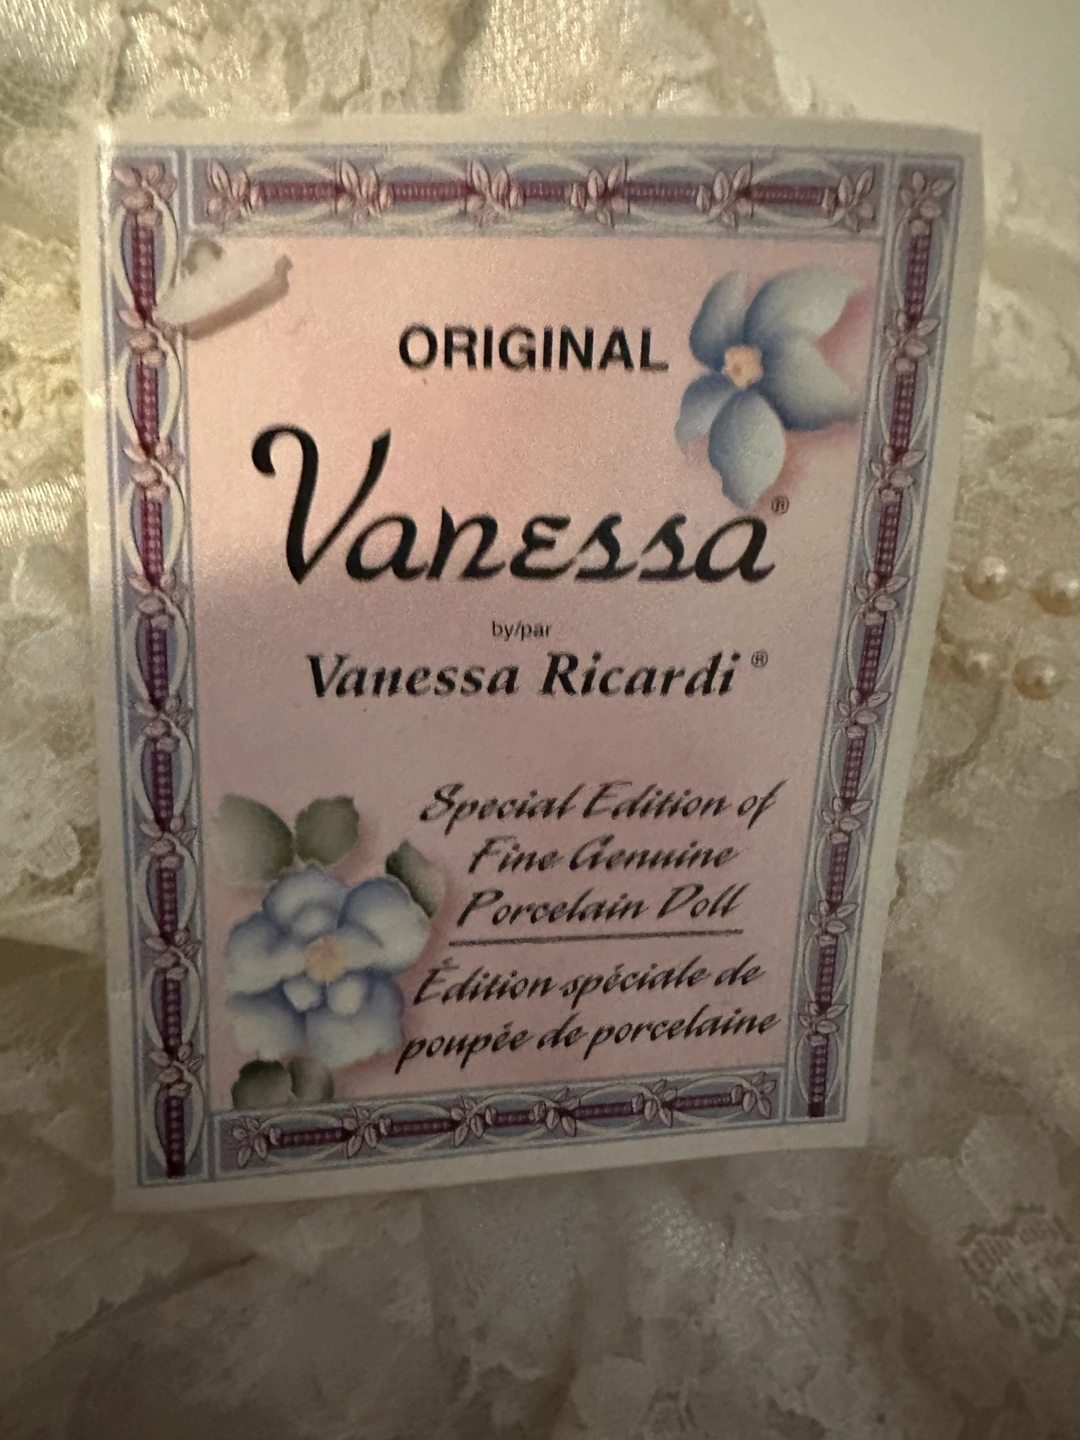 ORIGINAL
Vanessa®
by/par
Vanessa Ricardi®
Special Edition of
Fine Genuine
Porcelain Doll
Édition spéciale de
poupée de porcelaine